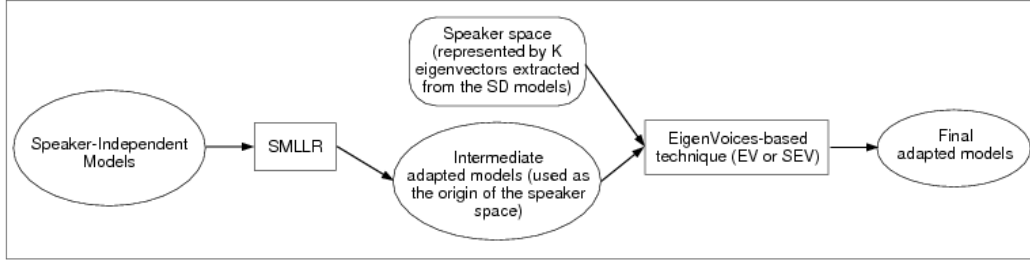 Speaker-Independent
Models
SMLLR
Speaker space
(represented by K
eigenvectors extracted
from the SD models)
Intermediate
adapted models (used as
the origin of the speaker
space)
EigenVoices-based
technique (EV or SEV)
Final
adapted models